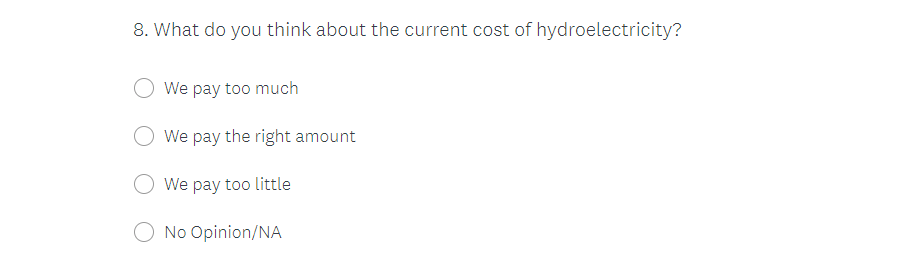 8. What do you think about the current cost of hydroelectricity?
We pay too much
We pay the right amount
We pay too little
No Opinion/NA